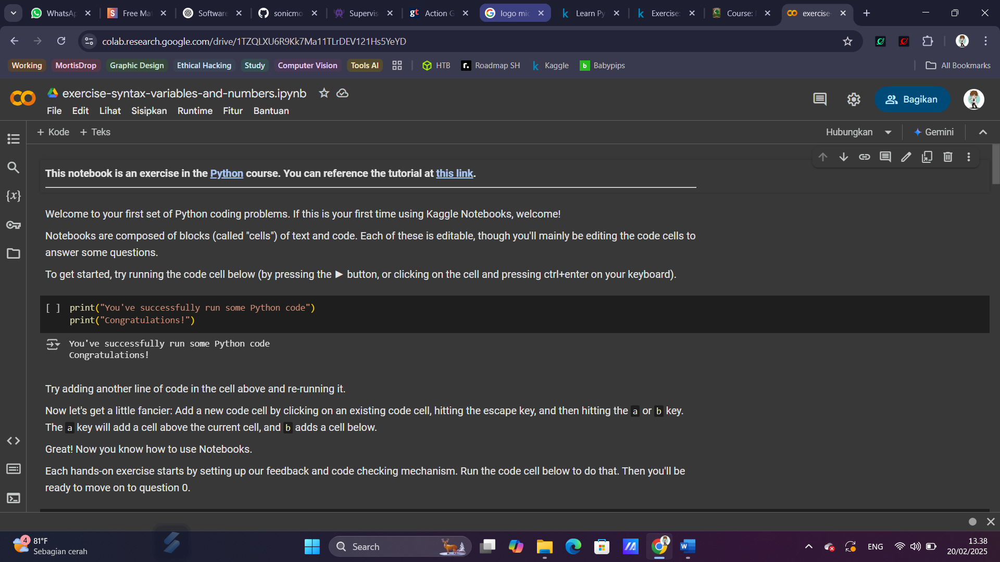 WhatsAp
Free Ma
Software
sonicmo
Supervis
Action G
logo mic
Learn Py
Exercise:
Course:
exercise-
colab.research.google.com/drive/1TZQLXU6R9Kk7Ma11TLrDEV121Hs5YeYD
Working
MortisDrop
Graphic Design
Ethical Hacking
Study
Computer Vision
Tools AI
HTB
Roadmap SH
Kaggle
Babypips
All Bookmarks
exercise-syntax-variables-and-numbers.ipynb
File Edit Lihat Sisipkan Runtime Fitur Bantuan
Bagikan
+ Kode + Teks
Hubungkan
Gemini
This notebook is an exercise in the Python course. You can reference the tutorial at this link.
Welcome to your first set of Python coding problems. If this is your first time using Kaggle Notebooks, welcome!
Notebooks are composed of blocks (called "cells") of text and code. Each of these is editable, though you'll mainly be editing the code cells to
answer some questions.
To get started, try running the code cell below (by pressing the ► button, or clicking on the cell and pressing ctrl+enter on your keyboard).
[ ] print("You've successfully run some Python code")
print("Congratulations!")
You've successfully run some Python code
Congratulations!
Try adding another line of code in the cell above and re-running it.
Now let's get a little fancier: Add a new code cell by clicking on an existing code cell, hitting the escape key, and then hitting the a or b key.
The a key will add a cell above the current cell, and b adds a cell below.
Great! Now you know how to use Notebooks.
Each hands-on exercise starts by setting up our feedback and code checking mechanism. Run the code cell below to do that. Then you'll be
ready to move on to question 0.
4
81°F
Sebagian cerah
Search
ENG
13.38
20/02/2025